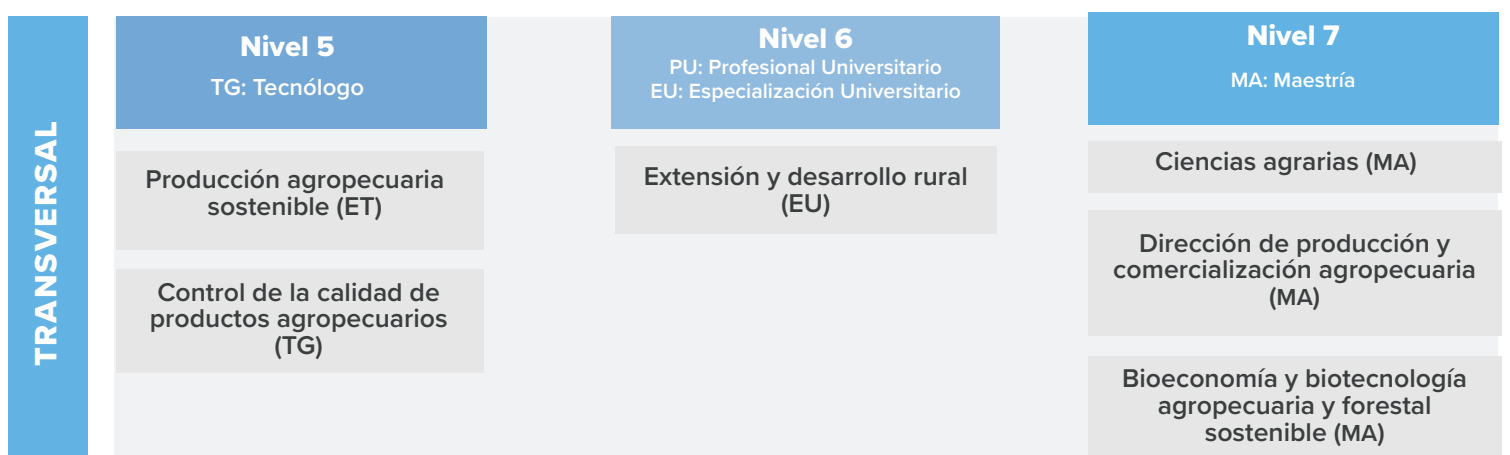 TRANSVERSAL
Nivel 5
TG: Tecnólogo
Producción agropecuaria
sostenible (ET)
Control de la calidad de
productos agropecuarios
(TG)
Nivel 6
PU: Profesional Universitario
EU: Especialización Universitario
Extensión y desarrollo rural
(EU)
Nivel 7
MA: Maestría
Ciencias agrarias (MA)
Dirección de producción y
comercialización agropecuaria
(MA)
Bioeconomía y biotecnología
agropecuaria y forestal
sostenible (MA)